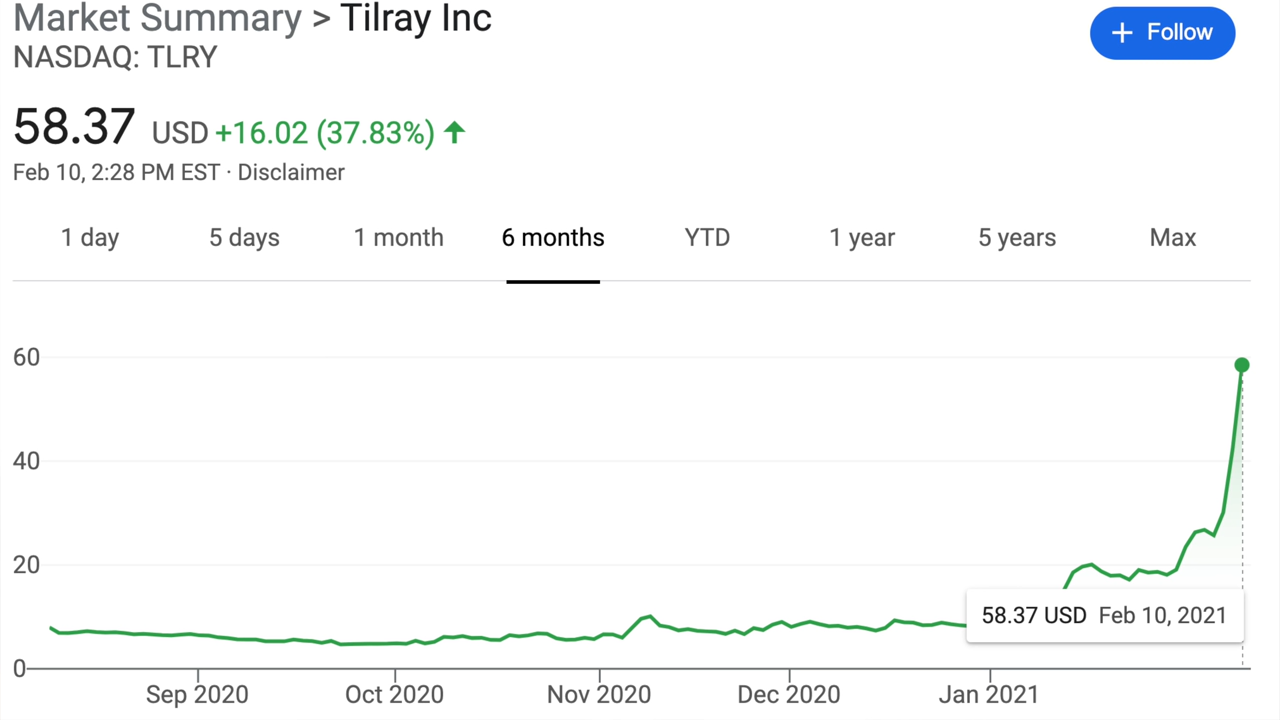 Market Summary > Tilray Inc
NASDAQ: TLRY
+ Follow
58.37 USD +16.02 (37.83%) ↑
Feb 10, 2:28 PM EST · Disclaimer
1 day 5 days 1 month 6 months YTD 1 year 5 years Max
60
40
20
58.37 USD Feb 10, 2021
0
Sep 2020 Oct 2020 Nov 2020 Dec 2020 Jan 2021